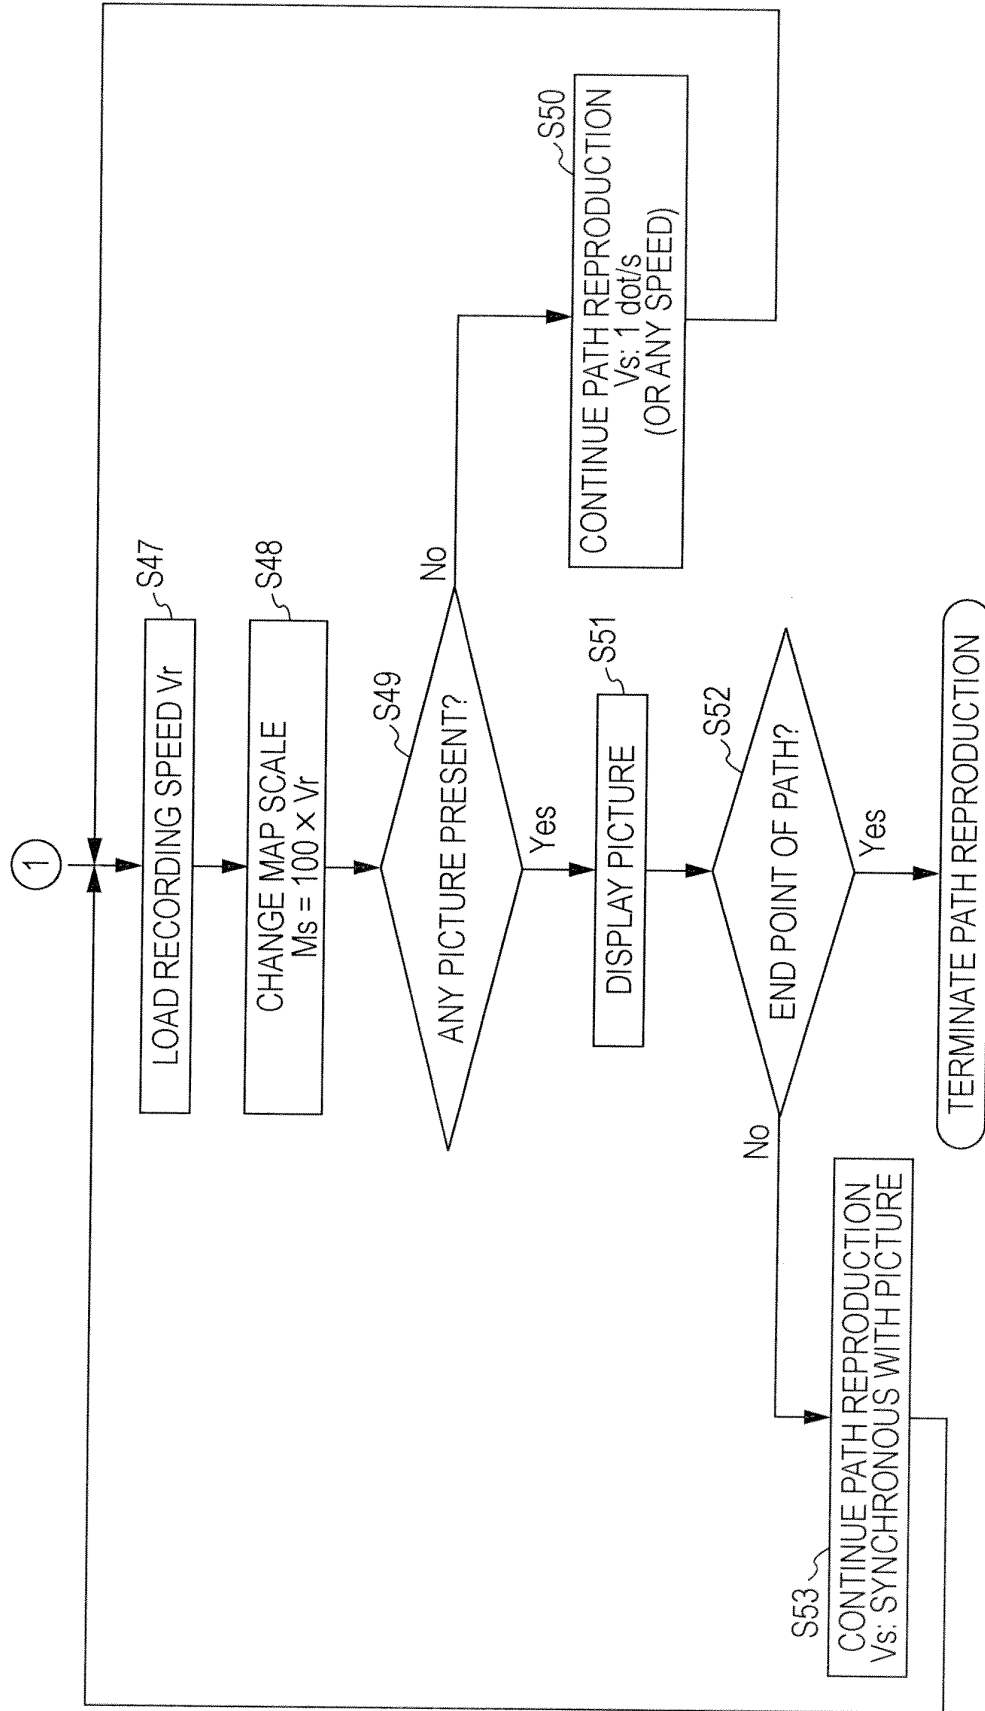 1
S47
LOAD RECORDING SPEED Vr
S48
CHANGE MAP SCALE
Ms = 100 × Vr
S49
ANY PICTURE PRESENT?
No
S50
CONTINUE PATH REPRODUCTION
Vs: 1 dot/s
(OR ANY SPEED)
Yes
S51
DISPLAY PICTURE
S52
END POINT OF PATH?
No
S53
CONTINUE PATH REPRODUCTION
Vs: SYNCHRONOUS WITH PICTURE
Yes
TERMINATE PATH REPRODUCTION